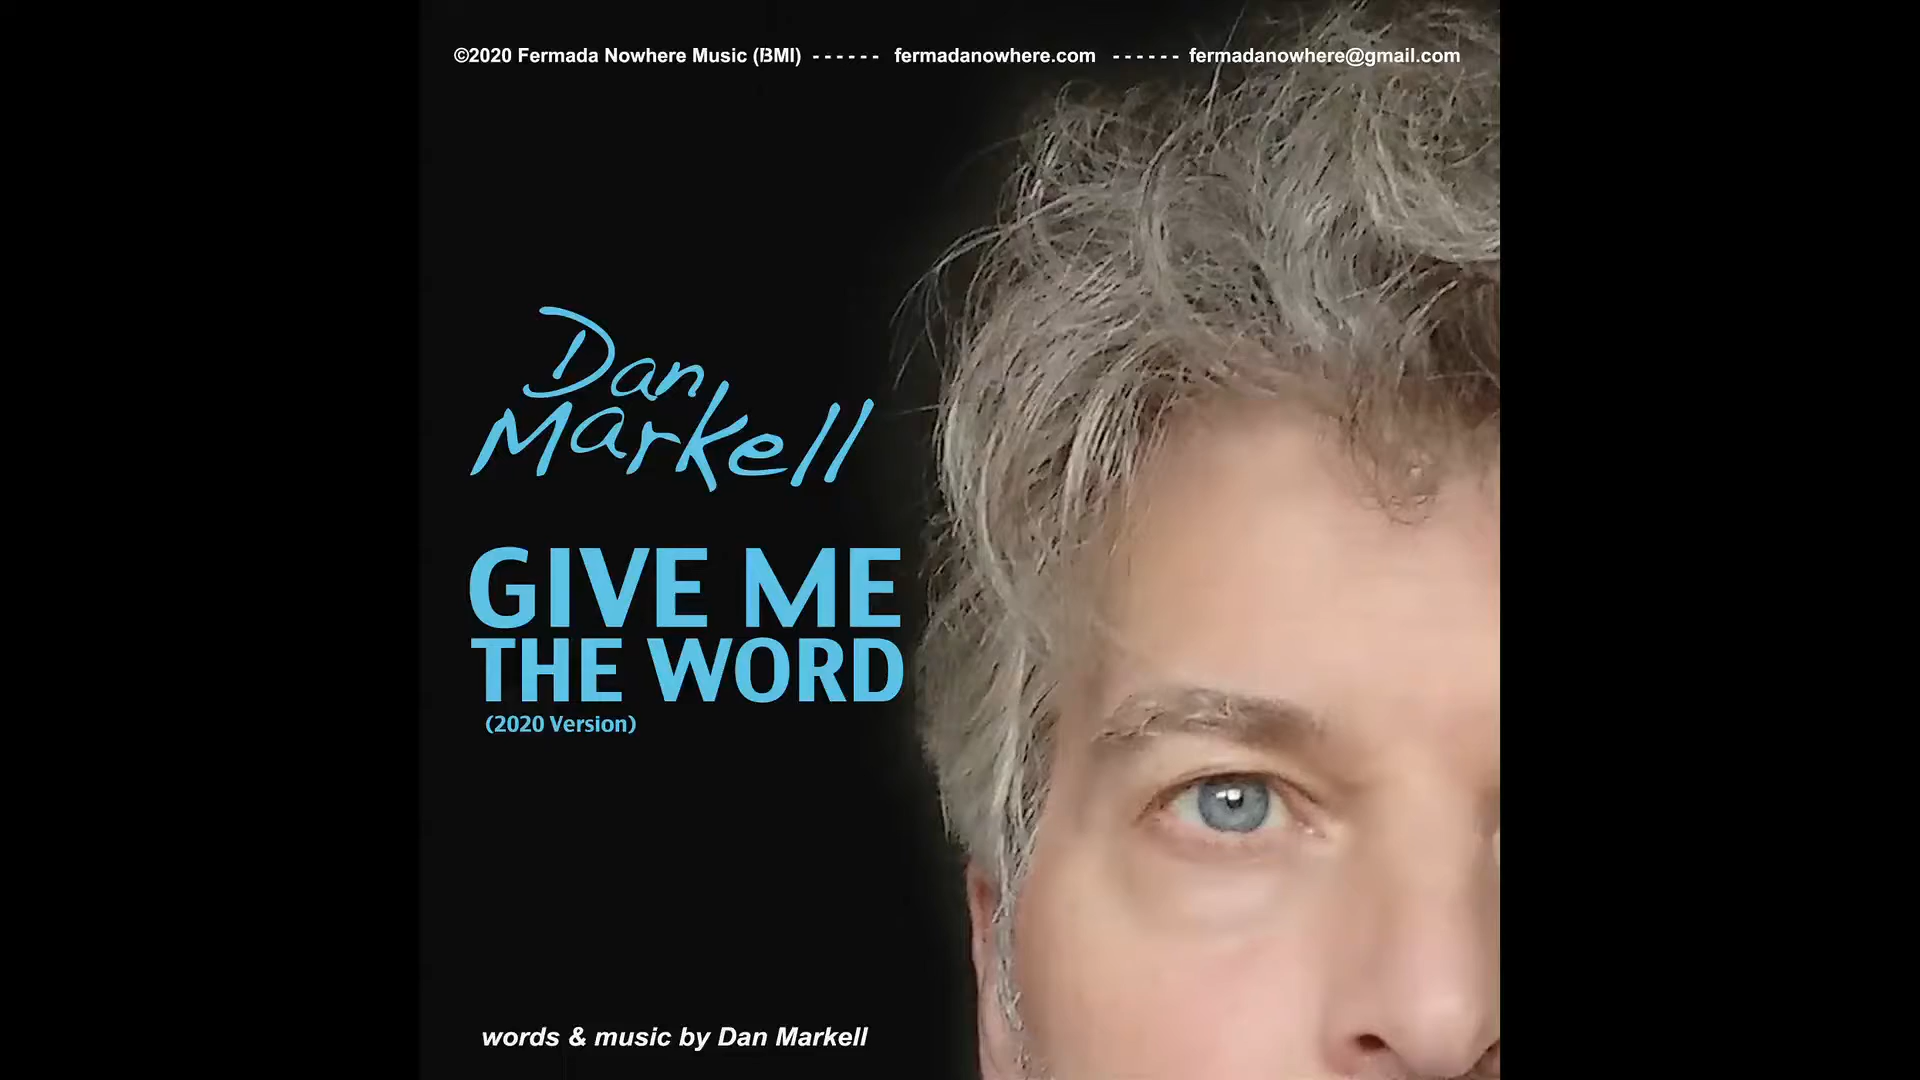 ©2020 Fermada Nowhere Music (BMI) ------ fermadanowhere.com ------ fermadanowhere@gmail.com
Dan
Markell
GIVE ME
THE WORD
(2020 Version)
words & music by Dan Markell